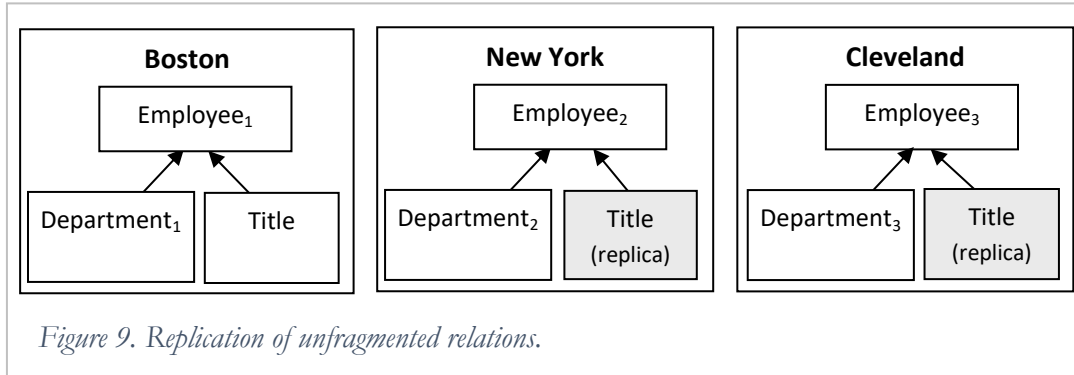 Boston
Employee₁
Department₁
Title
New York
Employee₂
Department₂
Title
(replica)
Cleveland
Employee₃
Department₃
Title
(replica)
Figure 9. Replication of unfragmented relations.